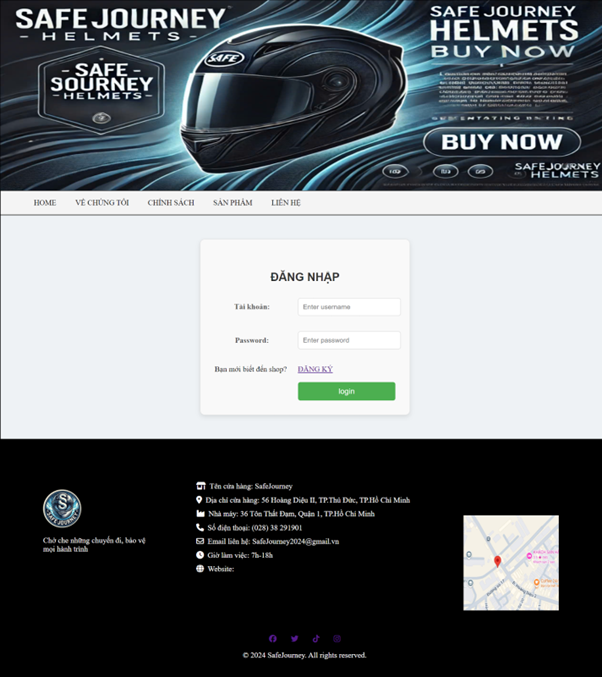 SAFE JOURNEY
- HELMETS -
- SAFE -
SOURNEY
- HELMETS -
SAFE
SAFE JOURNEY
HELMETS
BUY NOW
BUY NOW
SAFEJOURNEY
HELMETS
HOME VỀ CHÚNG TÔI CHÍNH SÁCH SẢN PHẨM LIÊN HỆ
ĐĂNG NHẬP
Tài khoản: Enter username
Password: Enter password
Bạn mới biết đến shop? ĐĂNG KÝ
login
SAFE JOURNEY
Chở che những chuyến đi, bảo vệ
mọi hành trình
Tên cửa hàng: SafeJourney
Địa chỉ cửa hàng: 56 Hoàng Diệu II, TP.Thủ Đức, TP.Hồ Chí Minh
Nhà máy: 36 Tôn Thất Đạm, Quận 1, TP.Hồ Chí Minh
Số điện thoại: (028) 38 291901
Email liên hệ: SafeJourney2024@gmail.vn
Giờ làm việc: 7h-18h
Website:
© 2024 SafeJourney. All rights reserved.